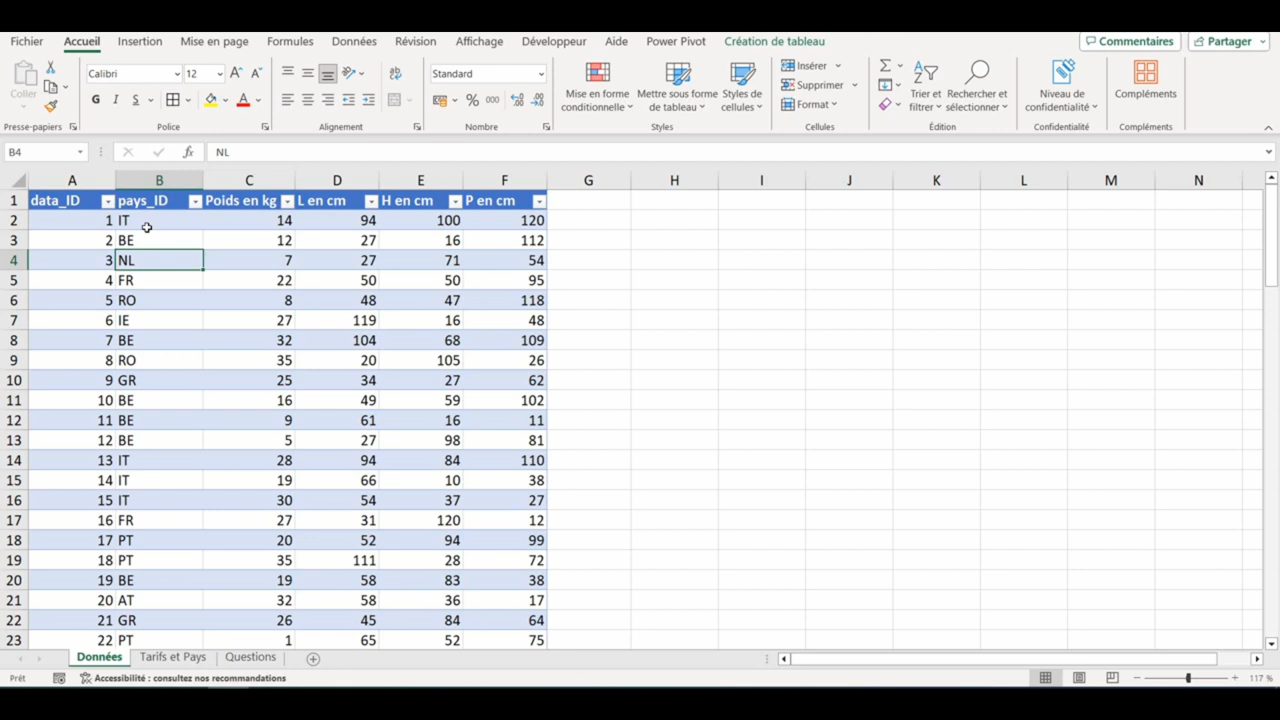 Fichier Accueil Insertion Mise en page Formules Données Révision Affichage Développeur Aide Power Pivot Création de tableau Commentaires Partager
Coller
Calibri 12
G I S A
Standard
% 000
Mise en forme conditionnelle
Mettre sous forme de tableau
Styles de cellules
Insérer
Supprimer
Format
Trier et filtrer
Rechercher et sélectionner
Niveau de confidentialité
Compléments
Presse-papiers Police Alignement Nombre Styles Cellules Édition Confidentialité Compléments
B4 fx NL
A B C D E F G H I J K L M N
1 data_ID pays_ID Poids en kg L en cm H en cm P en cm
2 1 IT 14 94 100 120
3 2 BE 12 27 16 112
4 3 NL 7 27 71 54
5 4 FR 22 50 50 95
6 5 RO 8 48 47 118
7 6 IE 27 119 16 48
8 7 BE 32 104 68 109
9 8 RO 35 20 105 26
10 9 GR 25 34 27 62
11 10 BE 16 49 59 102
12 11 BE 9 61 16 11
13 12 BE 5 27 98 81
14 13 IT 28 94 84 110
15 14 IT 19 66 10 38
16 15 IT 30 54 37 27
17 16 FR 27 31 120 12
18 17 PT 20 52 94 99
19 18 PT 35 111 28 72
20 19 BE 19 58 83 38
21 20 AT 32 58 36 17
22 21 GR 26 45 84 64
23 22 PT 1 65 52 75
Données Tarifs et Pays Questions
Prêt Accessibilité : consultez nos recommandations 117 %